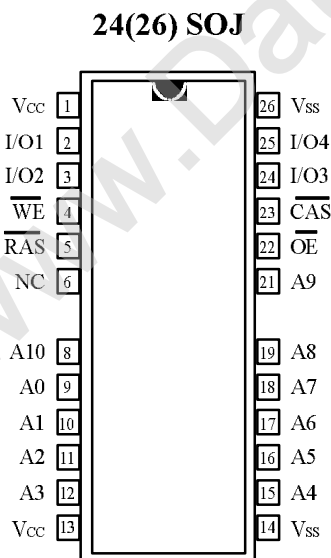 24(26) SOJ
Vcc 1 26 Vss
I/O1 2 25 I/O4
I/O2 3 24 I/O3
WE 4 23 CAS
RAS 5 22 OE
NC 6 21 A9
A10 8 19 A8
A0 9 18 A7
A1 10 17 A6
A2 11 16 A5
A3 12 15 A4
Vcc 13 14 Vss
www.Da